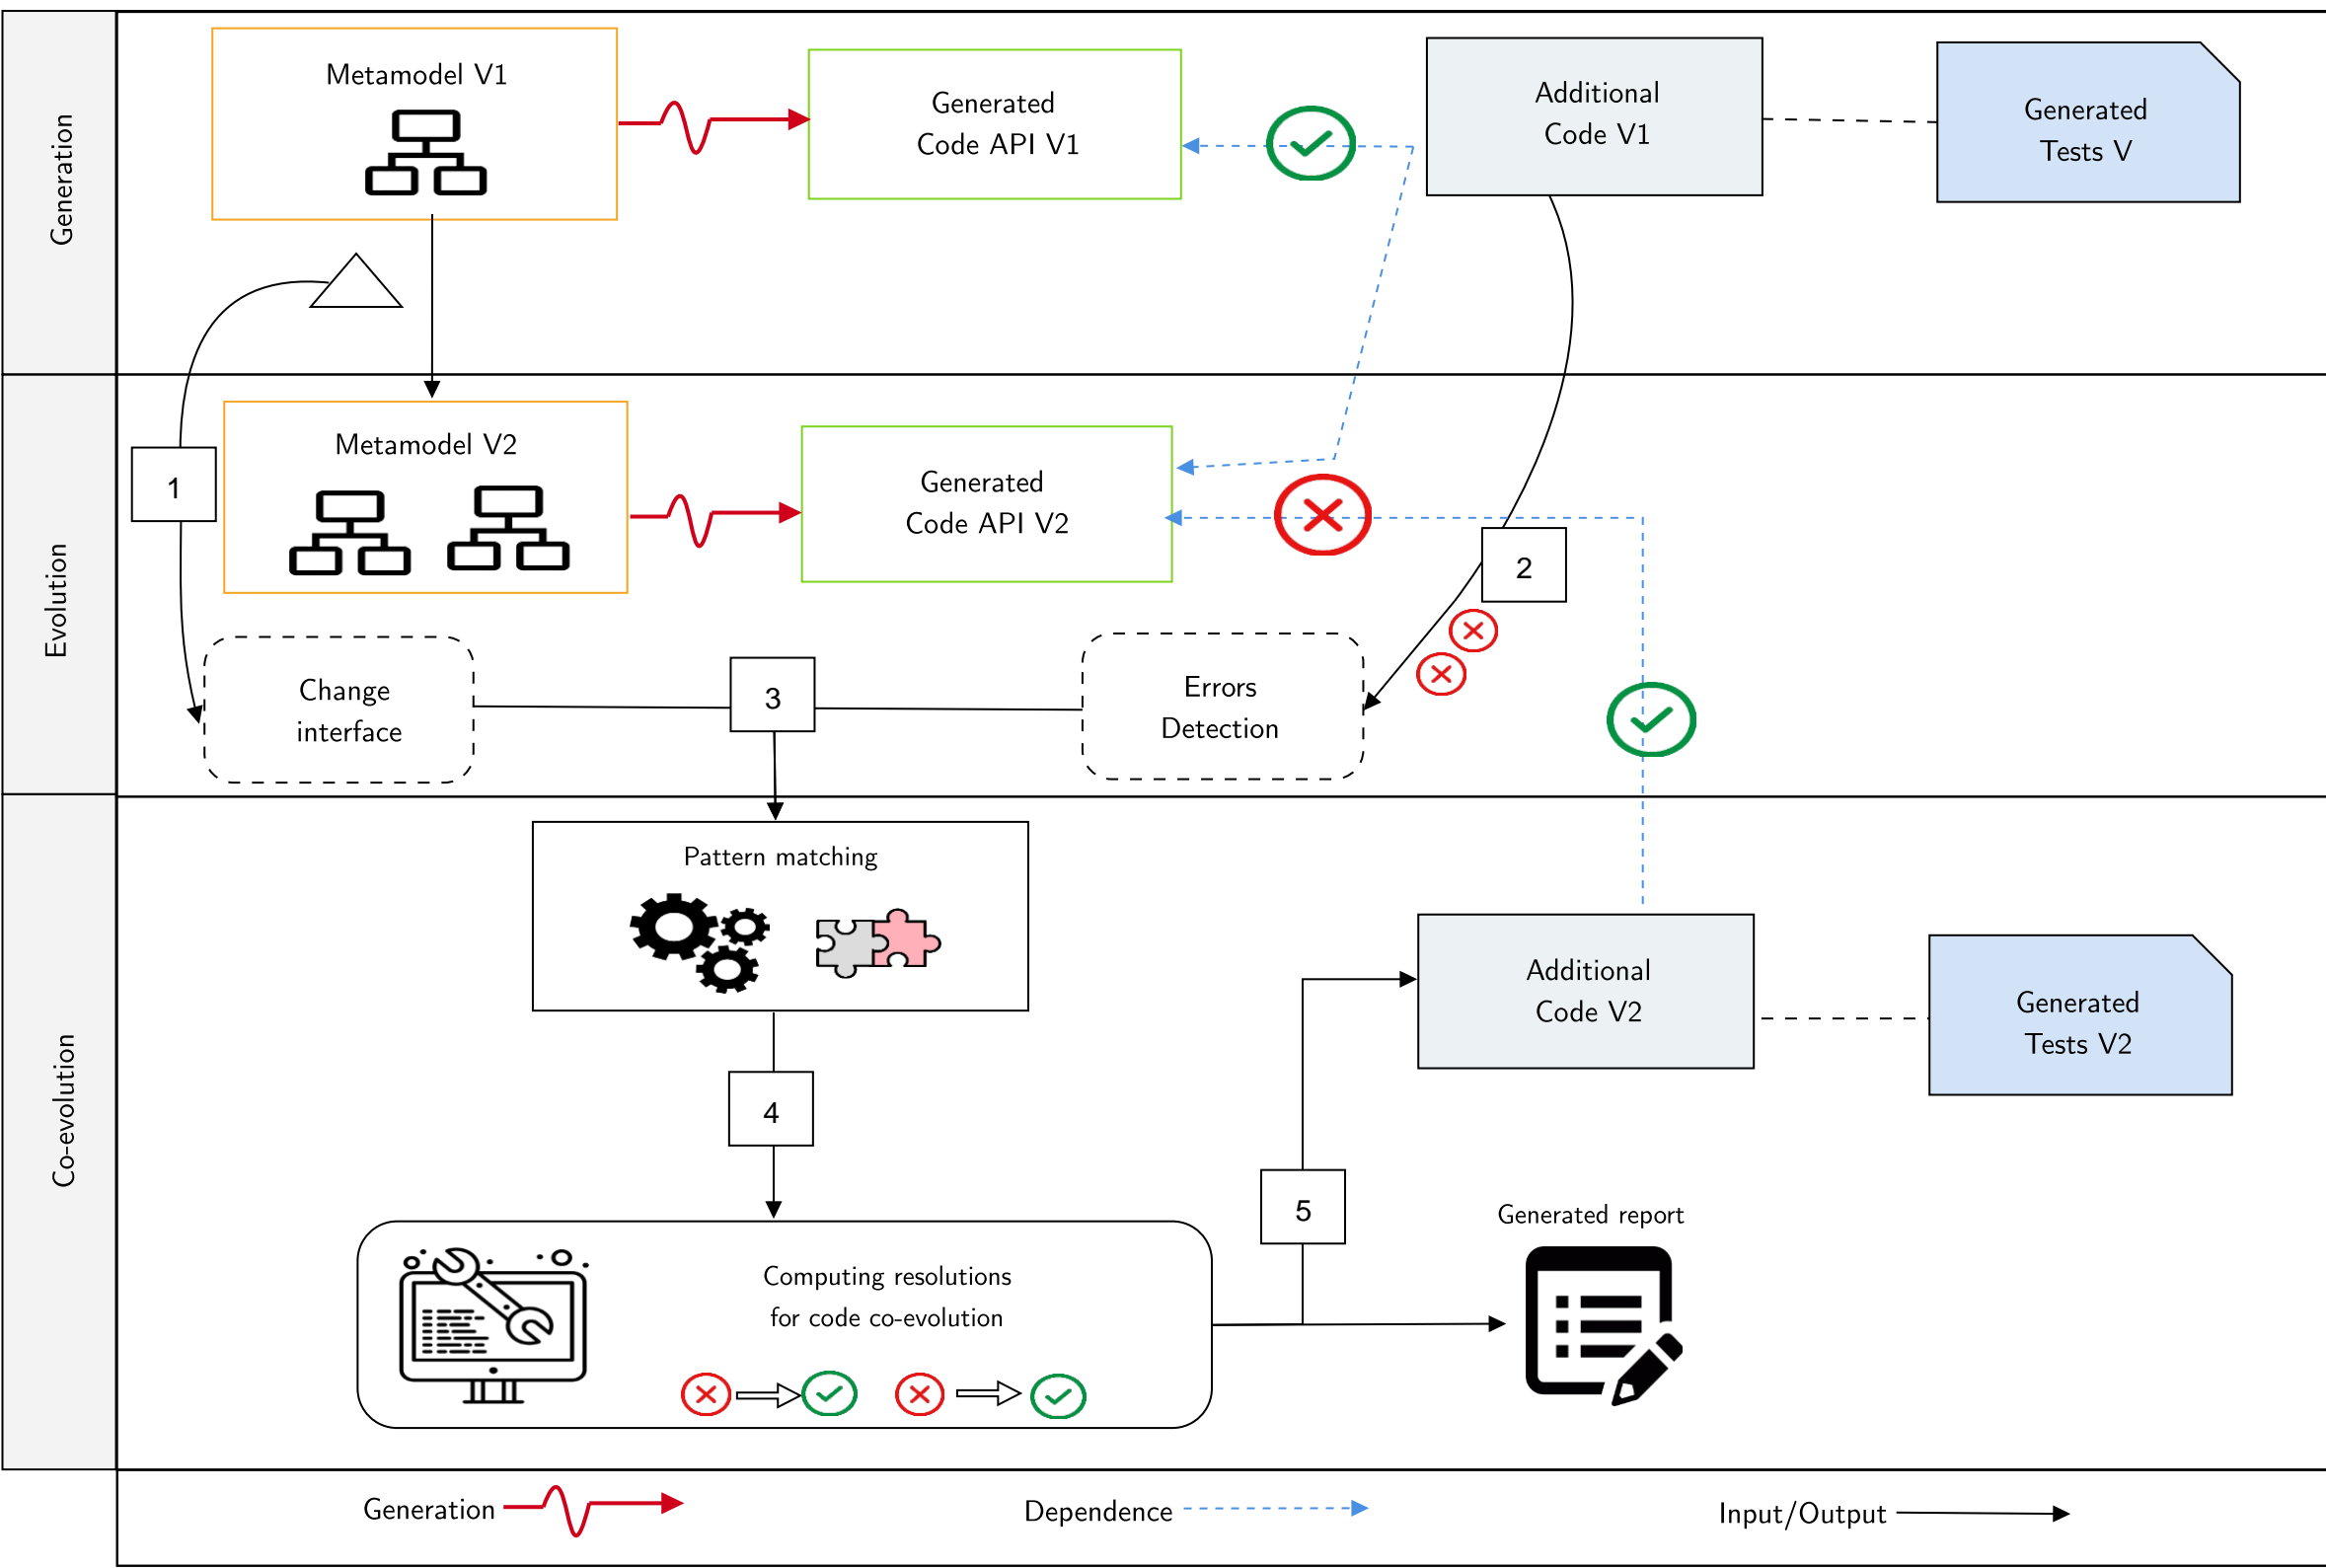 Generation
Metamodel V1
Generated
Code API V1
Additional
Code V1
Generated
Tests V
Evolution
1
Metamodel V2
Generated
Code API V2
2
Change
interface
3
Errors
Detection
Co-evolution
Pattern matching
4
Additional
Code V2
Generated
Tests V2
5
Computing resolutions
for code co-evolution
Generated report
Generation
Dependence
Input/Output